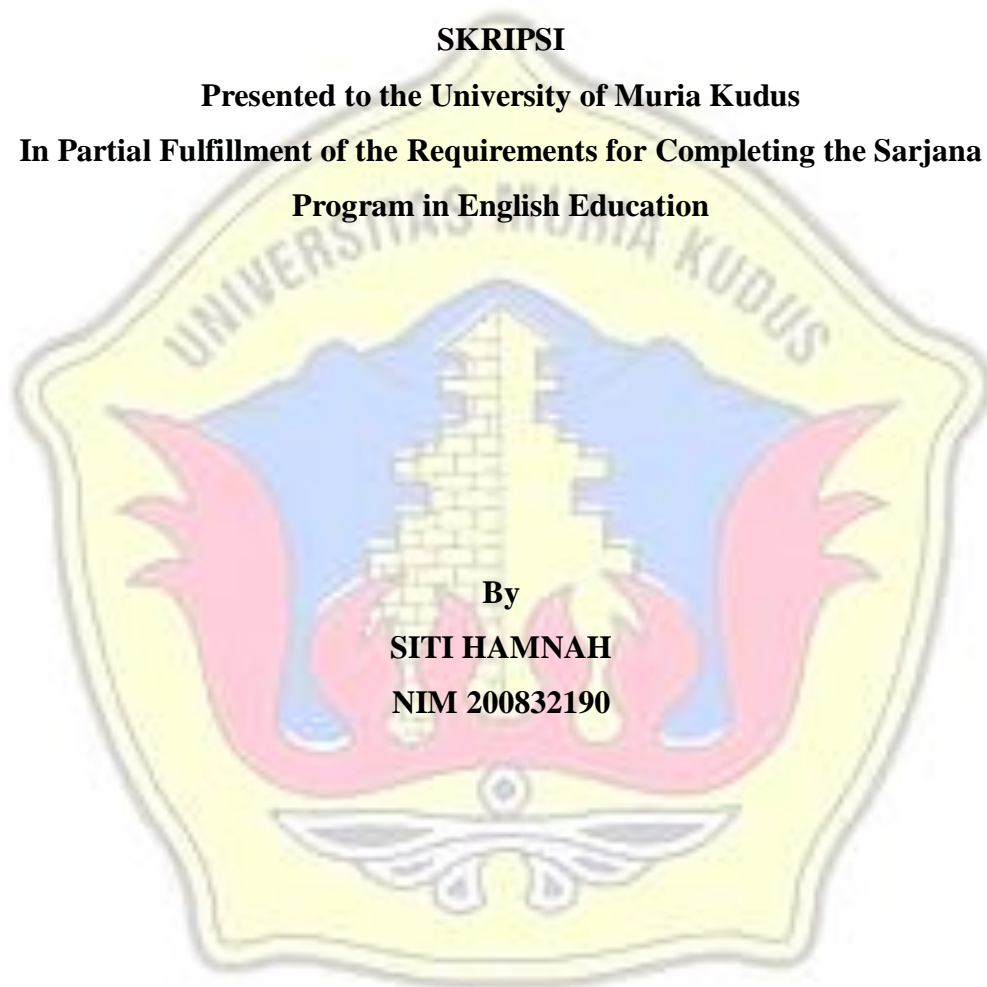 SKRIPSI
Presented to the University of Muria Kudus
In Partial Fulfillment of the Requirements for Completing the Sarjana
Program in English Education
UNIVERSITAS MURIA KUDUS
By
SITI HAMNAH
NIM 200832190